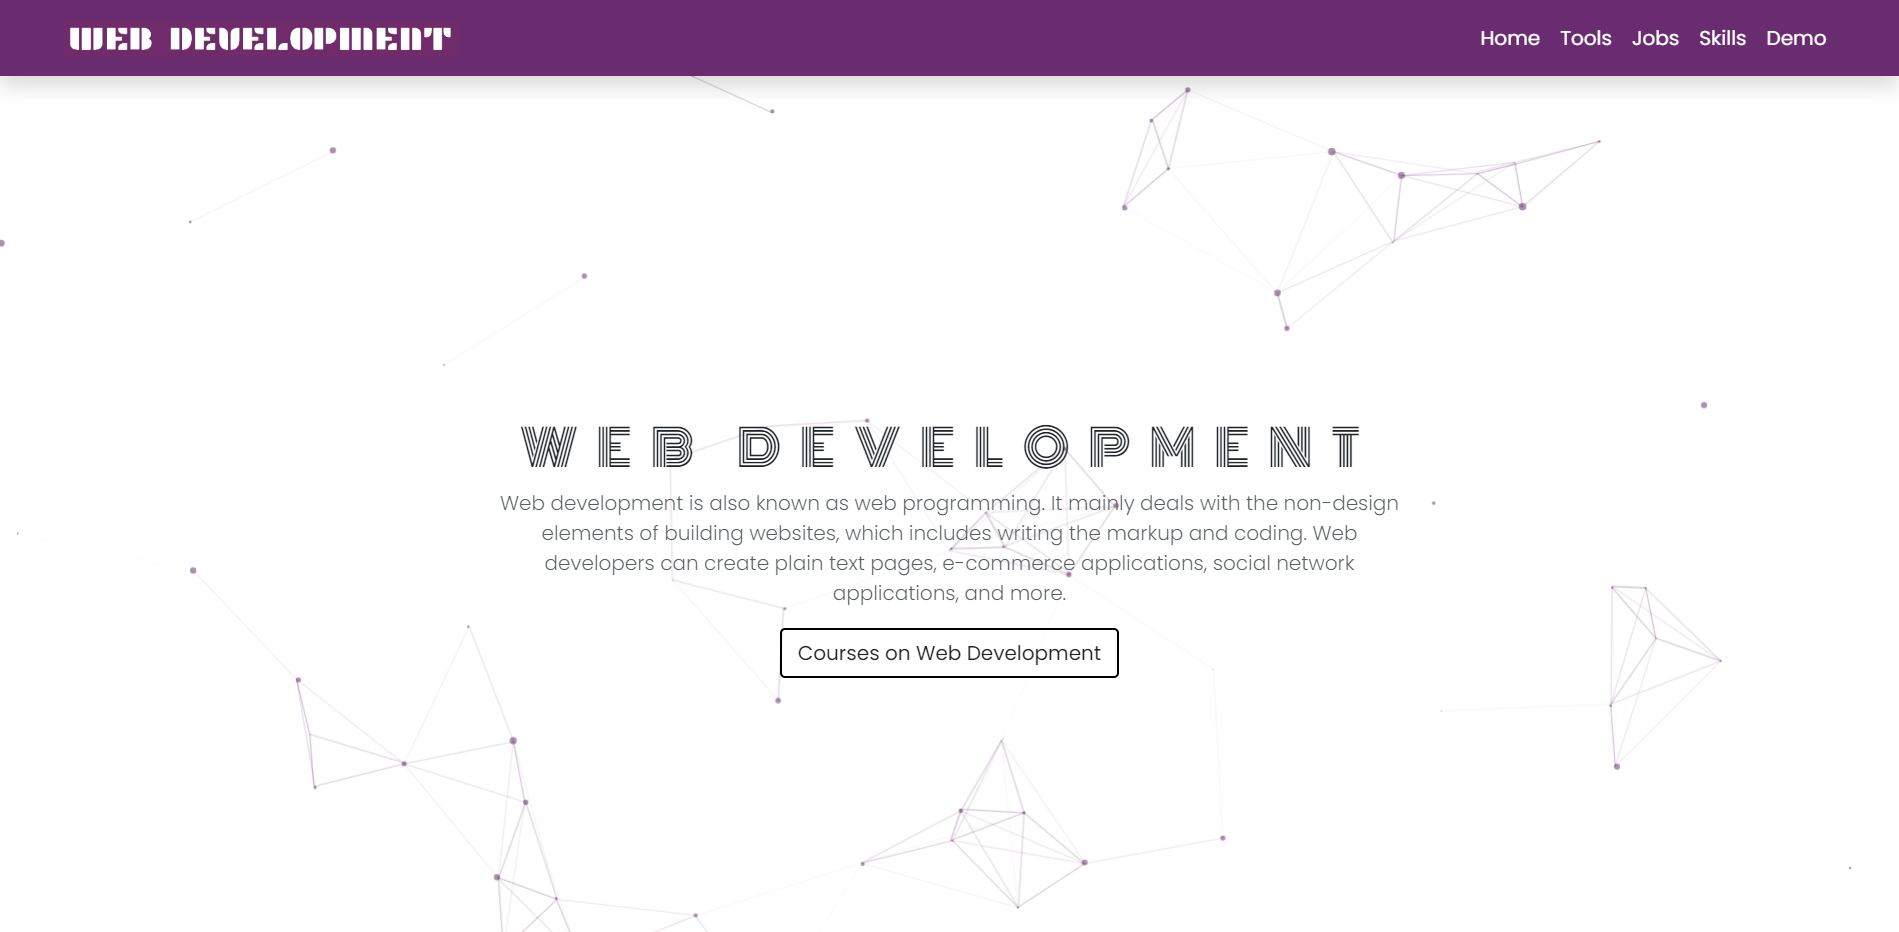 WEB DEVELOPMENT
Home Tools Jobs Skills Demo
WEB DEVELOPMENT
Web development is also known as web programming. It mainly deals with the non-design
elements of building websites, which includes writing the markup and coding. Web
developers can create plain text pages, e-commerce applications, social network
applications, and more.
Courses on Web Development